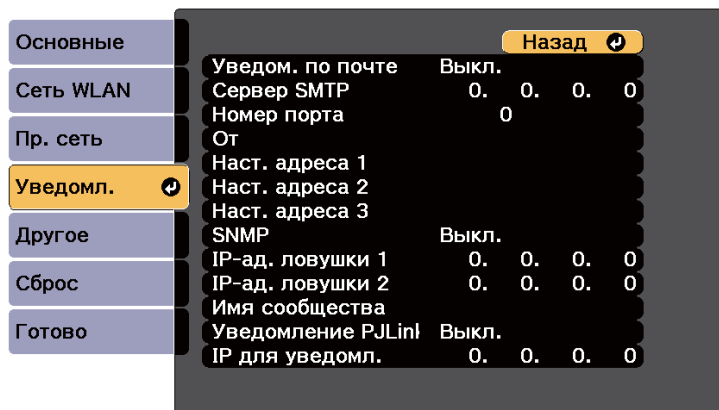 Основные
Сеть WLAN
Пр. сеть
Уведомл.
Другое
Сброс
Готово
Назад
Уведом. по почте Выкл.
Сервер SMTP 0. 0. 0. 0
Номер порта 0
От
Наст. адреса 1
Наст. адреса 2
Наст. адреса 3
SNMP Выкл.
IP-ад. ловушки 1 0. 0. 0. 0
IP-ад. ловушки 2 0. 0. 0. 0
Имя сообщества
Уведомление PJLink Выкл.
IP для уведомл. 0. 0. 0. 0